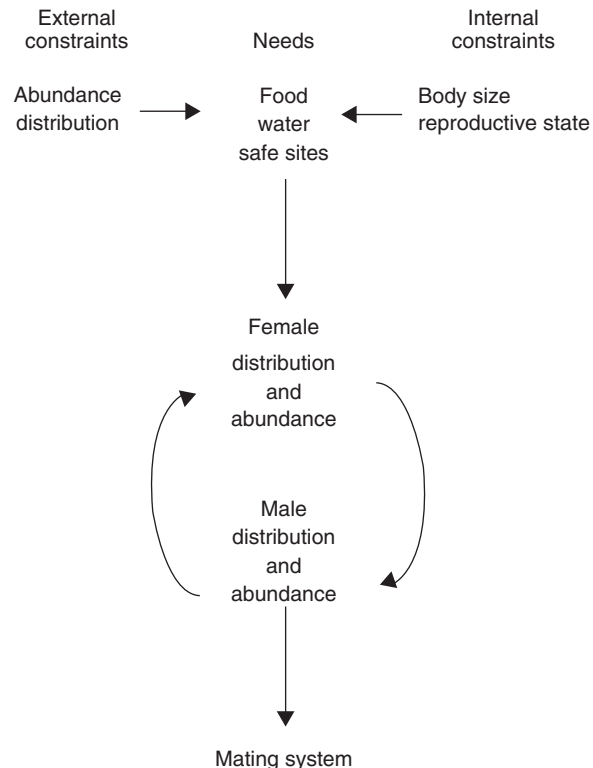 External
constraints
Needs
Internal
constraints
Abundance
distribution
Food
water
safe sites
Body size
reproductive state
Female
distribution
and
abundance
Male
distribution
and
abundance
Mating system